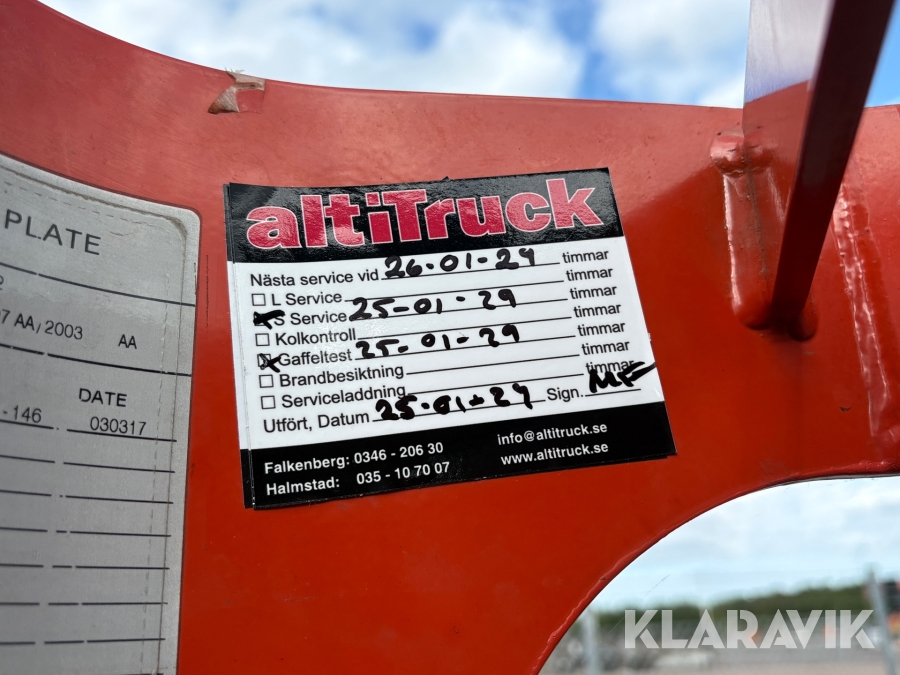 PLATE
7 AA/2003 AA
DATE
-146 030317
altiTruck
Nästa service vid 26-01-29 timmar
L Service timmar
S Service 25-01-29 timmar
Kolkontroll timmar
Gaffeltest 25-01-29 timmar
Brandbesiktning timmar
Serviceladdning timmar
Utfört, Datum 25-01-29 Sign. MF
Falkenberg: 0346 - 206 30 info@altitruck.se
Halmstad: 035 - 10 70 07 www.altitruck.se
KLARAVIK